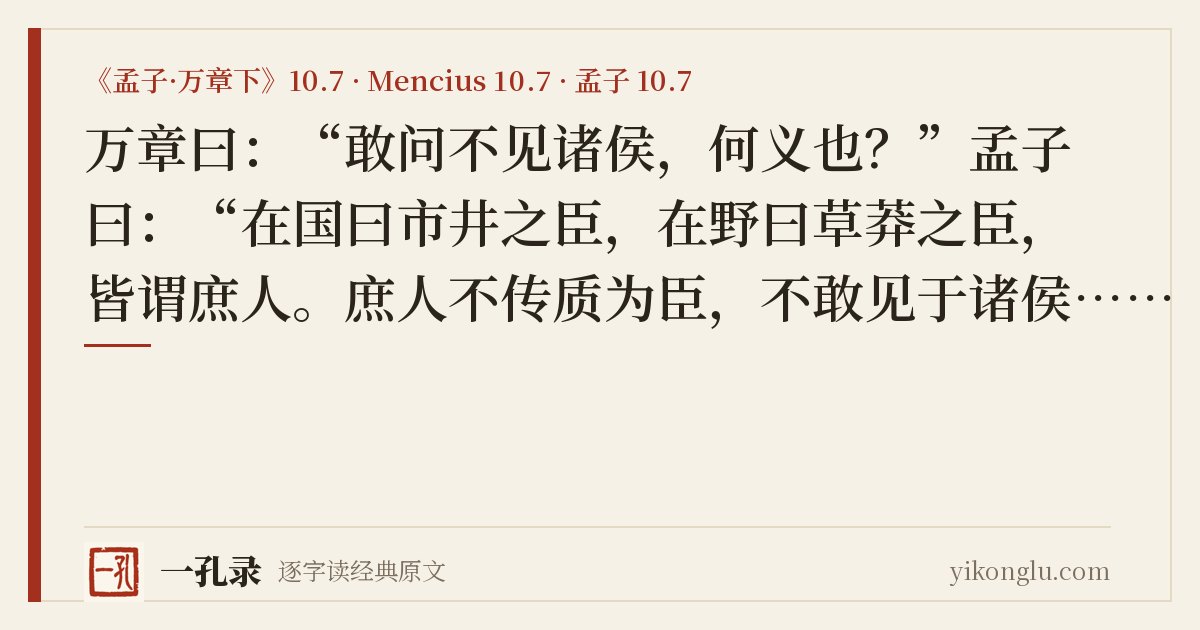 《孟子·万章下》10.7 · Mencius 10.7 · 孟子 10.7
万章曰：“敢问不见诸侯，何义也？”孟子
曰：“在国曰市井之臣，在野曰草莽之臣，
皆谓庶人。庶人不传质为臣，不敢见于诸侯……
一孔
一孔录 逐字读经典原文
yikonglu.com